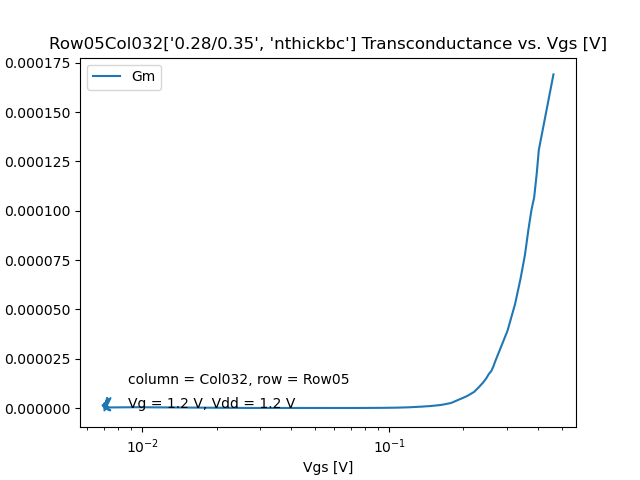 Row05Col032['0.28/0.35', 'nthickbc'] Transconductance vs. Vgs [V]
Gm
0.000175
0.000150
0.000125
0.000100
0.000075
0.000050
0.000025
0.000000
column = Col032, row = Row05
Vg = 1.2 V, Vdd = 1.2 V
10⁻²
10⁻¹
Vgs [V]